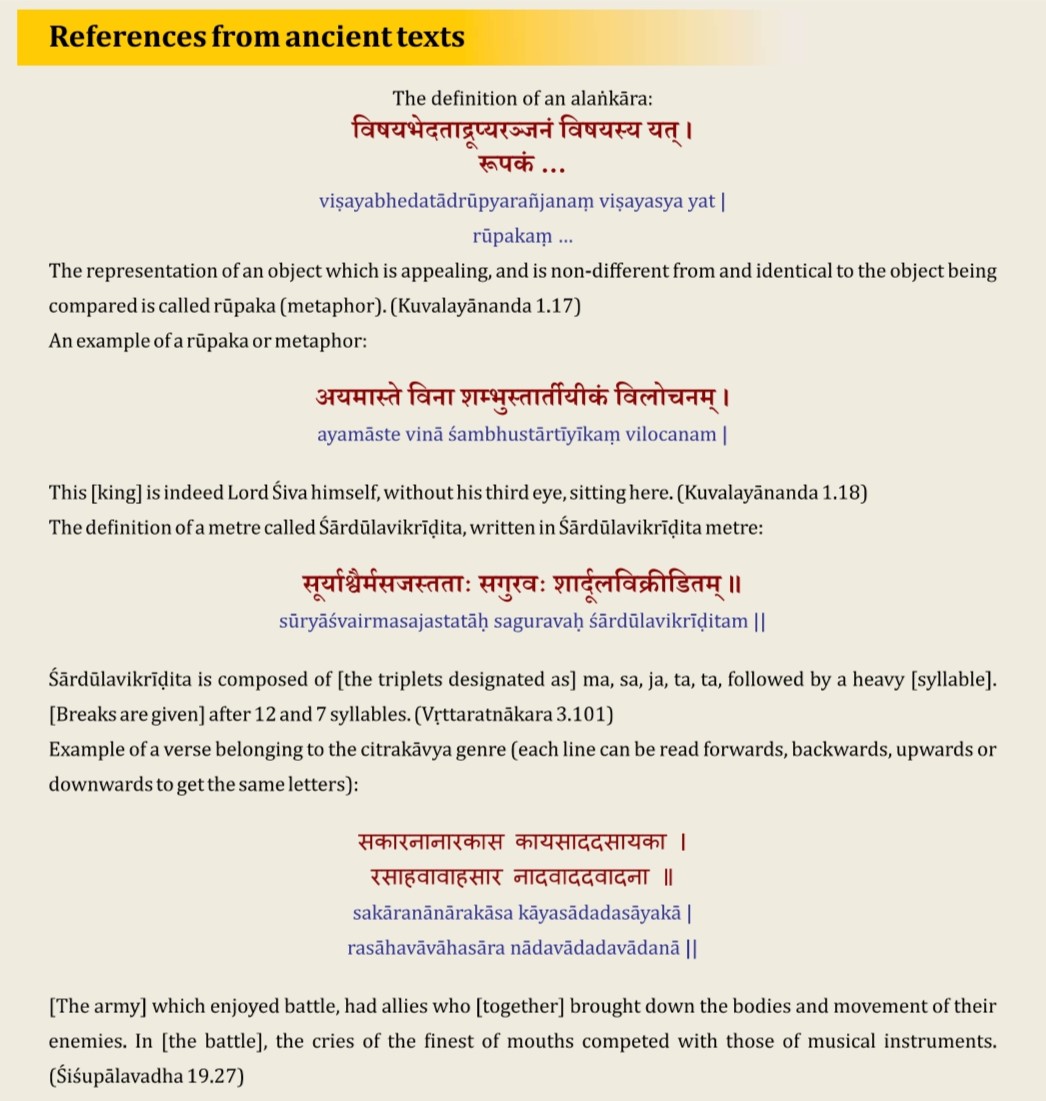 References from ancient texts
The definition of an alaṅkāra:
विषयभेदताद्रूप्यरञ्जनं विषयस्य यत् ।
रूपकं ...
viṣayabhedatādrūpyarañjanaṃ viṣayasya yat |
rūpakaṃ ...
The representation of an object which is appealing, and is non-different from and identical to the object being
compared is called rūpaka (metaphor). (Kuvalayānanda 1.17)
An example of a rūpaka or metaphor:
अयमास्ते विना शम्भुस्तार्तीयीकं विलोचनम् ।
ayamāste vinā śambhustārtīyīkaṃ vilocanam |
This [king] is indeed Lord Śiva himself, without his third eye, sitting here. (Kuvalayānanda 1.18)
The definition of a metre called Śārdūlavikrīḍita, written in Śārdūlavikrīḍita metre:
सूर्याश्वैर्मसजस्तताः सगुरवः शार्दूलविक्रीडितम् ॥
sūryāśvairmasajastatāḥ saguravaḥ śārdūlavikrīḍitam ||
Śārdūlavikrīḍita is composed of [the triplets designated as] ma, sa, ja, ta, ta, followed by a heavy [syllable].
[Breaks are given] after 12 and 7 syllables. (Vṛttaratnākara 3.101)
Example of a verse belonging to the citrakāvya genre (each line can be read forwards, backwards, upwards or
downwards to get the same letters):
सकारनानारकास कायसाददसायका ।
रसाहवावाहसार नादवाददवादना ॥
sakāranānārakāsa kāyasādadasāyakā |
rasāhavāvāhasāra nādavādadavādanā ||
[The army] which enjoyed battle, had allies who [together] brought down the bodies and movement of their
enemies. In [the battle], the cries of the finest of mouths competed with those of musical instruments.
(Śiśupālavadha 19.27)